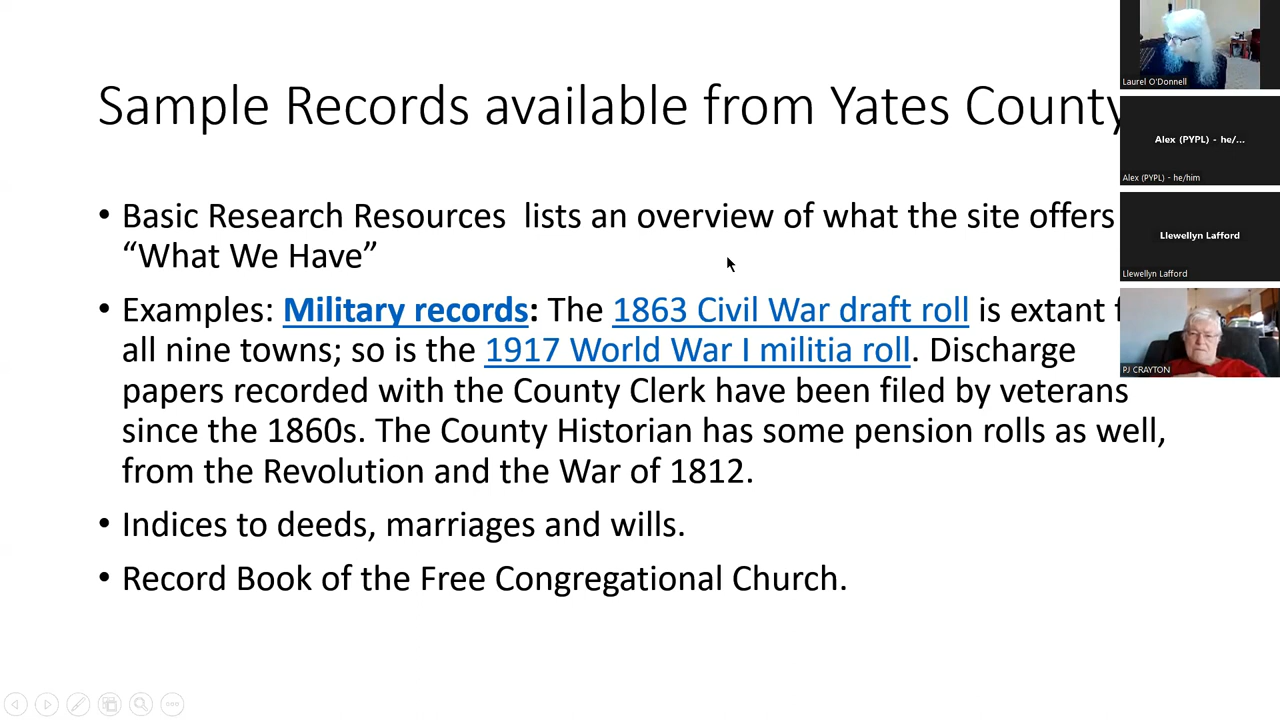 Sample Records available from Yates County
• Basic Research Resources  lists an overview of what the site offers
“What We Have”
• Examples: Military records: The 1863 Civil War draft roll is extant f
all nine towns; so is the 1917 World War I militia roll. Discharge
papers recorded with the County Clerk have been filed by veterans
since the 1860s. The County Historian has some pension rolls as well,
from the Revolution and the War of 1812.
• Indices to deeds, marriages and wills.
• Record Book of the Free Congregational Church.
Laurel O'Donnell
Alex (PYPL) - he/...
Alex (PYPL) - he/him
Llewellyn Lafford
Llewellyn Lafford
PJ CRAYTON